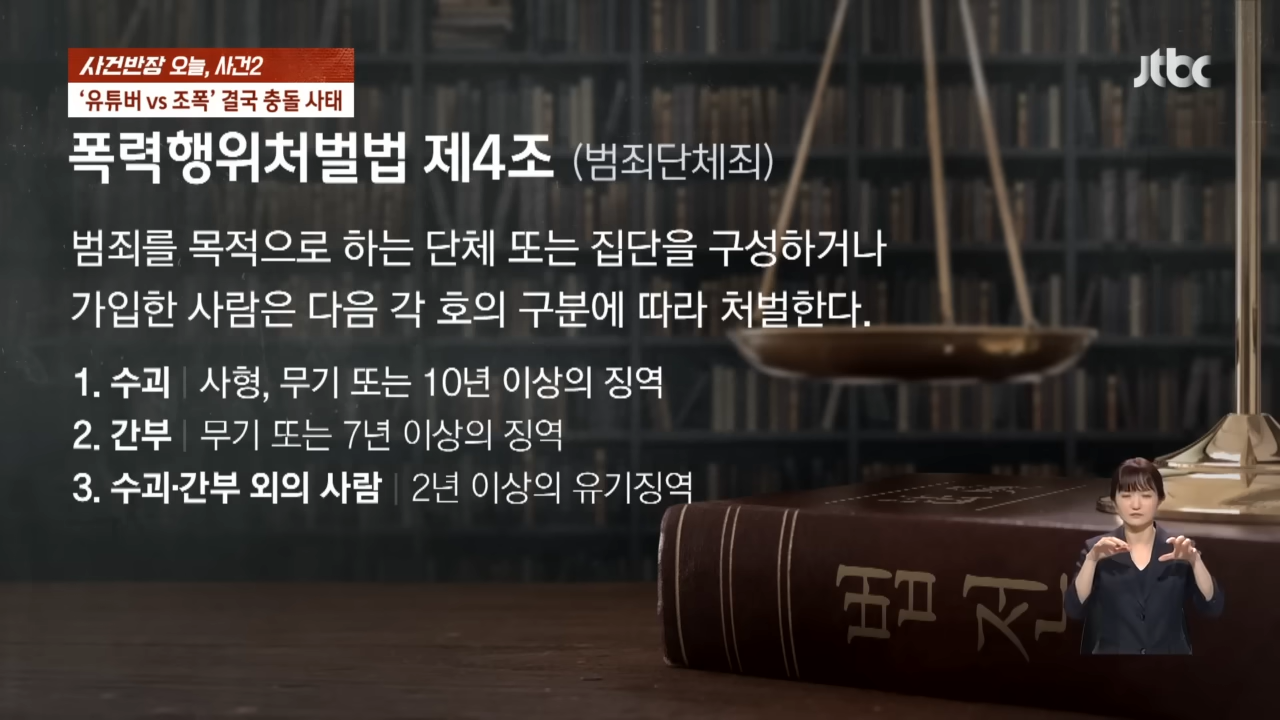 사건반장 오늘, 사건2
jtbc
'유튜버 vs 조폭' 결국 충돌 사태
폭력행위처벌법 제4조 (범죄단체죄)
범죄를 목적으로 하는 단체 또는 집단을 구성하거나
가입한 사람은 다음 각 호의 구분에 따라 처벌한다.
1. 수괴 | 사형, 무기 또는 10년 이상의 징역
2. 간부 | 무기 또는 7년 이상의 징역
3. 수괴·간부 외의 사람 | 2년 이상의 유기징역
법전